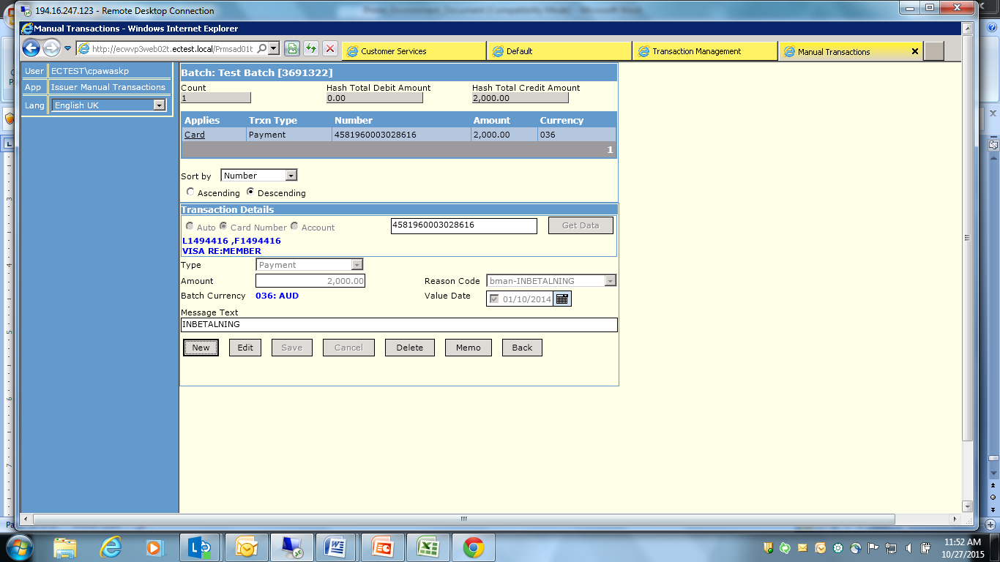 194.16.247.123 - Remote Desktop Connection
Manual Transactions - Windows Internet Explorer
http://ecwvp3web02t.ectest.local/Prmsad01t
Customer Services
Default
Transaction Management
Manual Transactions
User ECTEST\cpawaskp
App Issuer Manual Transactions
Lang English UK
Batch: Test Batch [3691322]
Count Hash Total Debit Amount Hash Total Credit Amount
1 0.00 2,000.00
Applies Trxn Type Number Amount Currency
Card Payment 4581960003028616 2,000.00 036
1
Sort by Number
Ascending Descending
Transaction Details
Auto Card Number Account 4581960003028616 Get Data
L1494416 ,F1494416
VISA RE:MEMBER
Type Payment
Amount 2,000.00 Reason Code bman-INBETALNING
Batch Currency 036: AUD Value Date 01/10/2014
Message Text
INBETALNING
New Edit Save Cancel Delete Memo Back
11:52 AM
10/27/2015